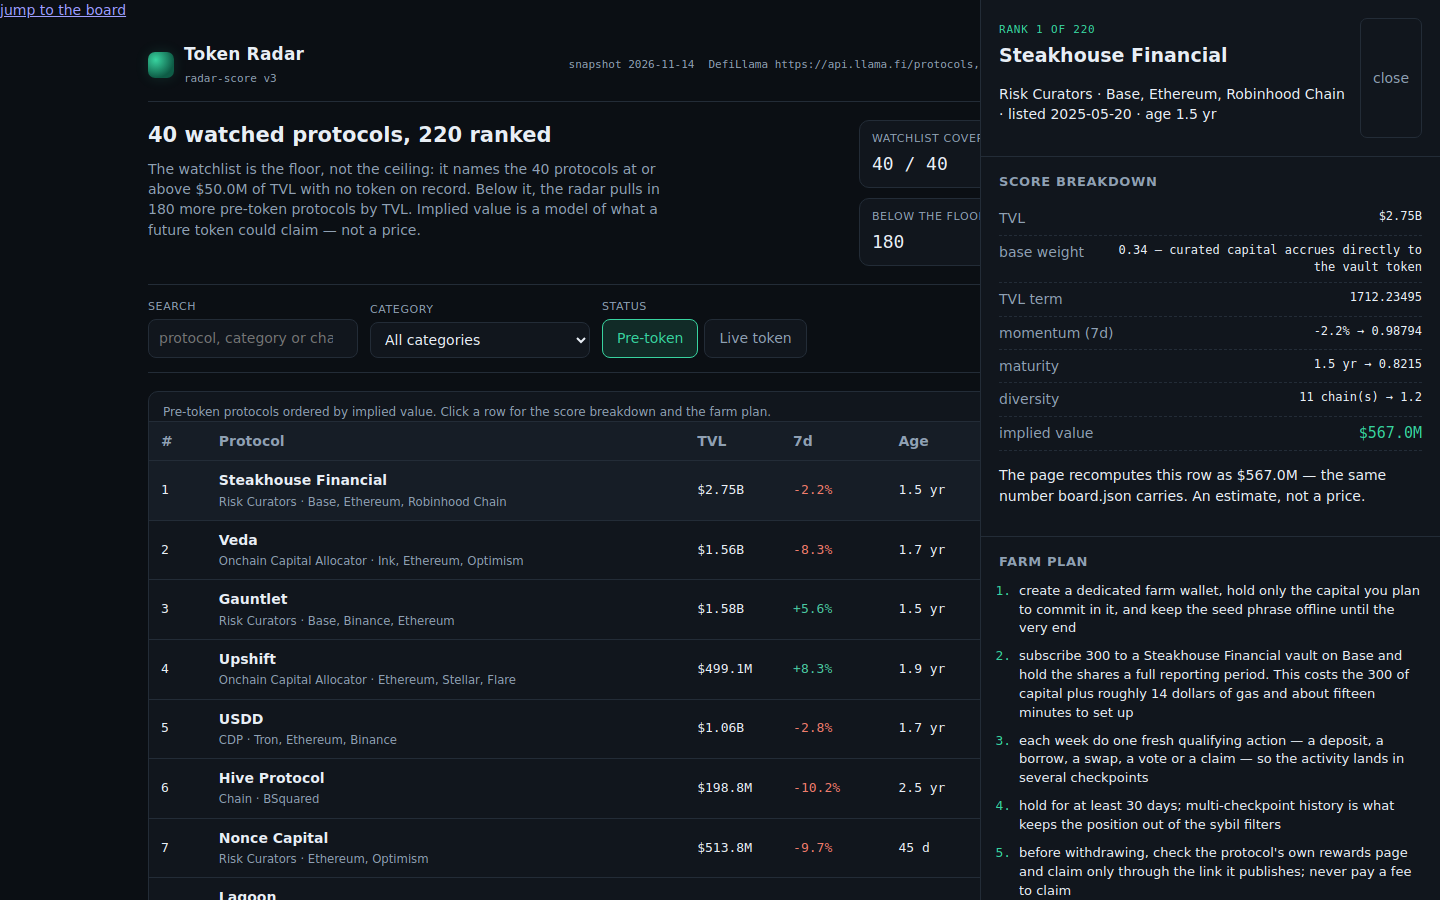 jump to the board
Token Radar
radar-score v3
snapshot 2026-11-14 DefiLlama https://api.llama.fi/protocols,
40 watched protocols, 220 ranked
The watchlist is the floor, not the ceiling: it names the 40 protocols at or
above $50.0M of TVL with no token on record. Below it, the radar pulls in
180 more pre-token protocols by TVL. Implied value is a model of what a
future token could claim — not a price.
WATCHLIST COVER
40 / 40
BELOW THE FLOO
180
SEARCH
protocol, category or cha
CATEGORY
All categories
STATUS
Pre-token
Live token
Pre-token protocols ordered by implied value. Click a row for the score breakdown and the farm plan.
# Protocol TVL 7d Age
1 Steakhouse Financial $2.75B -2.2% 1.5 yr
Risk Curators · Base, Ethereum, Robinhood Chain
2 Veda $1.56B -8.3% 1.7 yr
Onchain Capital Allocator · Ink, Ethereum, Optimism
3 Gauntlet $1.58B +5.6% 1.5 yr
Risk Curators · Base, Binance, Ethereum
4 Upshift $499.1M +8.3% 1.9 yr
Onchain Capital Allocator · Ethereum, Stellar, Flare
5 USDD $1.06B -2.8% 1.7 yr
CDP · Tron, Ethereum, Binance
6 Hive Protocol $198.8M -10.2% 2.5 yr
Chain · BSquared
7 Nonce Capital $513.8M -9.7% 45 d
Risk Curators · Ethereum, Optimism
Lagoon
RANK 1 OF 220
Steakhouse Financial
Risk Curators · Base, Ethereum, Robinhood Chain
· listed 2025-05-20 · age 1.5 yr
close
SCORE BREAKDOWN
TVL $2.75B
base weight 0.34 — curated capital accrues directly to
the vault token
TVL term 1712.23495
momentum (7d) -2.2% → 0.98794
maturity 1.5 yr → 0.8215
diversity 11 chain(s) → 1.2
implied value $567.0M
The page recomputes this row as $567.0M — the same
number board.json carries. An estimate, not a price.
FARM PLAN
1. create a dedicated farm wallet, hold only the capital you plan
to commit in it, and keep the seed phrase offline until the
very end
2. subscribe 300 to a Steakhouse Financial vault on Base and
hold the shares a full reporting period. This costs the 300 of
capital plus roughly 14 dollars of gas and about fifteen
minutes to set up
3. each week do one fresh qualifying action — a deposit, a
borrow, a swap, a vote or a claim — so the activity lands in
several checkpoints
4. hold for at least 30 days; multi-checkpoint history is what
keeps the position out of the sybil filters
5. before withdrawing, check the protocol's own rewards page
and claim only through the link it publishes; never pay a fee
to claim